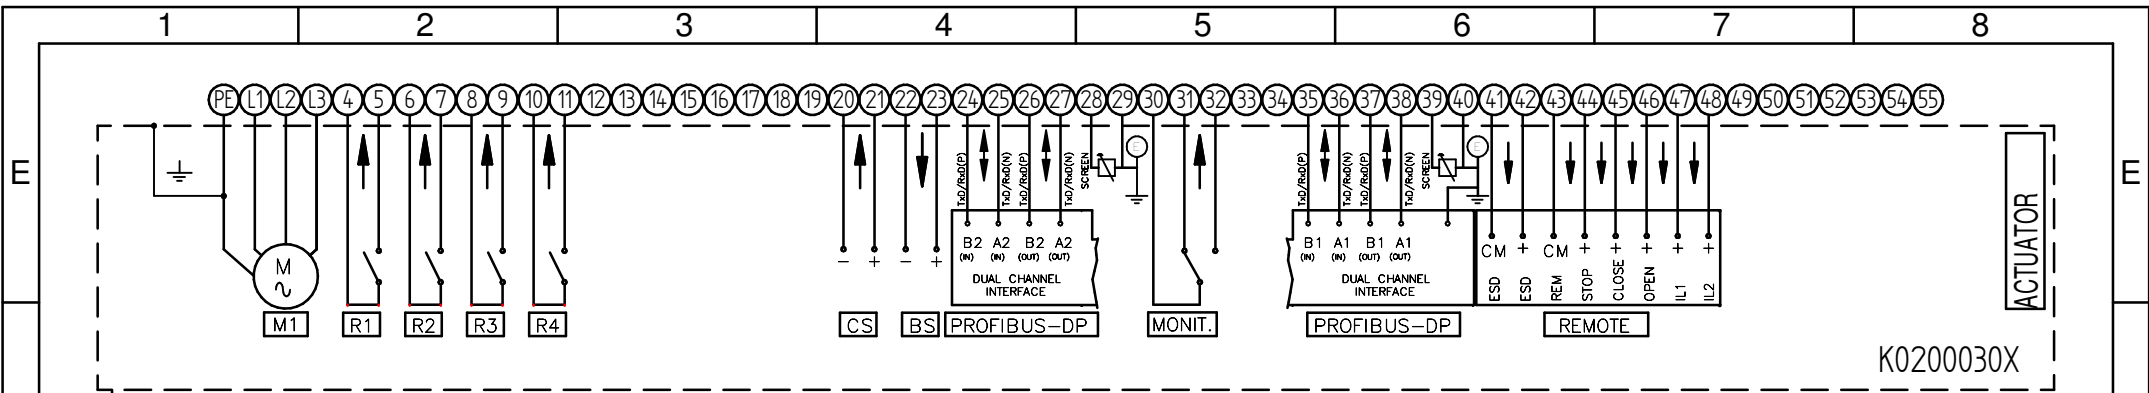 1 2 3 4 5 6 7 8
PE L1 L2 L3 4 5 6 7 8 9 10 11 12 13 14 15 16 17 18 19 20 21 22 23 24 25 26 27 28 29 30 31 32 33 34 35 36 37 38 39 40 41 42 43 44 45 46 47 48 49 50 51 52 53 54 55
E E
TxD/RxD(P) TxD/RxD(N) TxD/RxD(P) TxD/RxD(N) SCREEN E
TxD/RxD(P) TxD/RxD(N) TxD/RxD(P) TxD/RxD(N) SCREEN E
ACTUATOR
M
∿
− + − +
B2 A2 B2 A2
(IN) (IN) (OUT) (OUT)
DUAL CHANNEL
INTERFACE
B1 A1 B1 A1
(IN) (IN) (OUT) (OUT)
DUAL CHANNEL
INTERFACE
CM + CM + + + + +
ESD ESD REM STOP CLOSE OPEN IL1 IL2
M1 R1 R2 R3 R4 CS BS PROFIBUS−DP MONIT. PROFIBUS−DP REMOTE
K0200030X